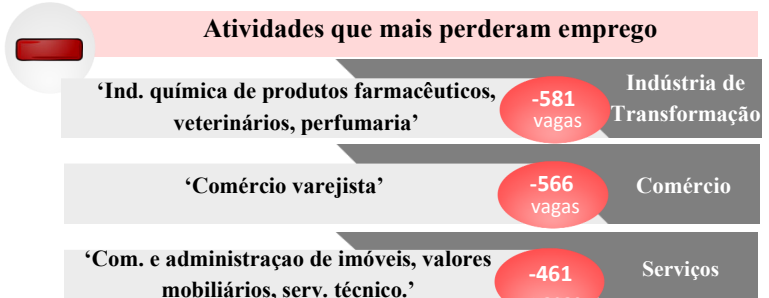 Atividades que mais perderam emprego
‘Ind. química de produtos farmacêuticos,
veterinários, perfumaria’
-581
vagas
Indústria de
Transformação
‘Comércio varejista’
-566
vagas
Comércio
‘Com. e administraçao de imóveis, valores
mobiliários, serv. técnico.’
-461
Serviços